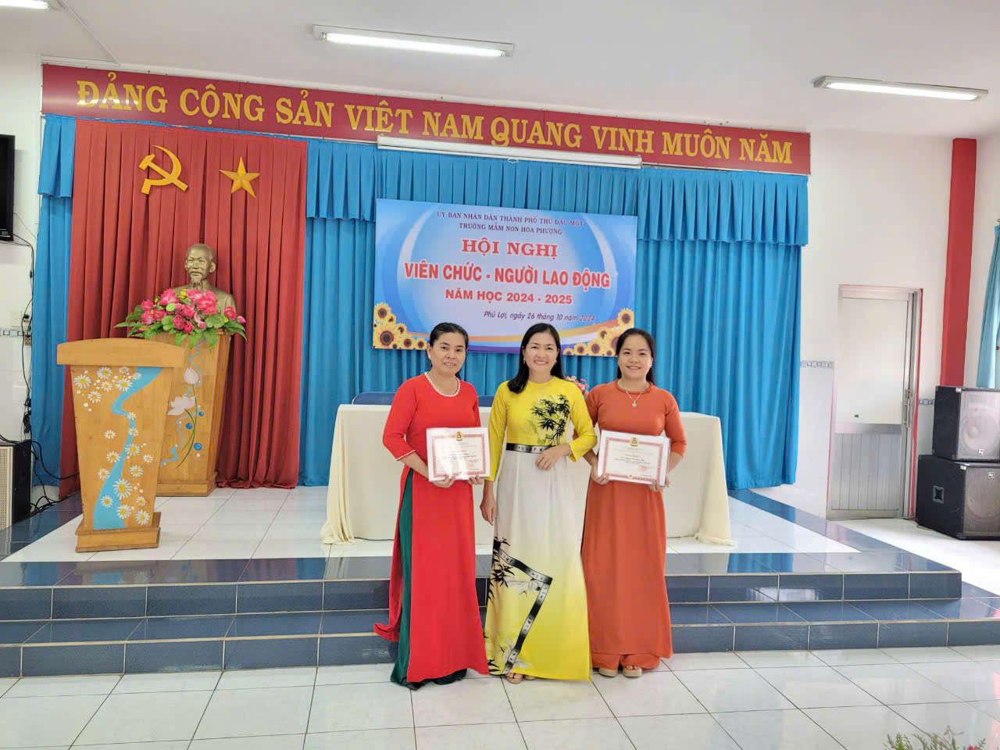 ĐẢNG CỘNG SẢN VIỆT NAM QUANG VINH MUÔN NĂM
ỦY BAN NHÂN DÂN THÀNH PHỐ THỦ DẦU MỘT
TRƯỜNG MẦM NON HOA PHƯỢNG
HỘI NGHỊ
VIÊN CHỨC - NGƯỜI LAO ĐỘNG
NĂM HỌC 2024 - 2025
Phú Lợi, ngày 26 tháng 10 năm 2024